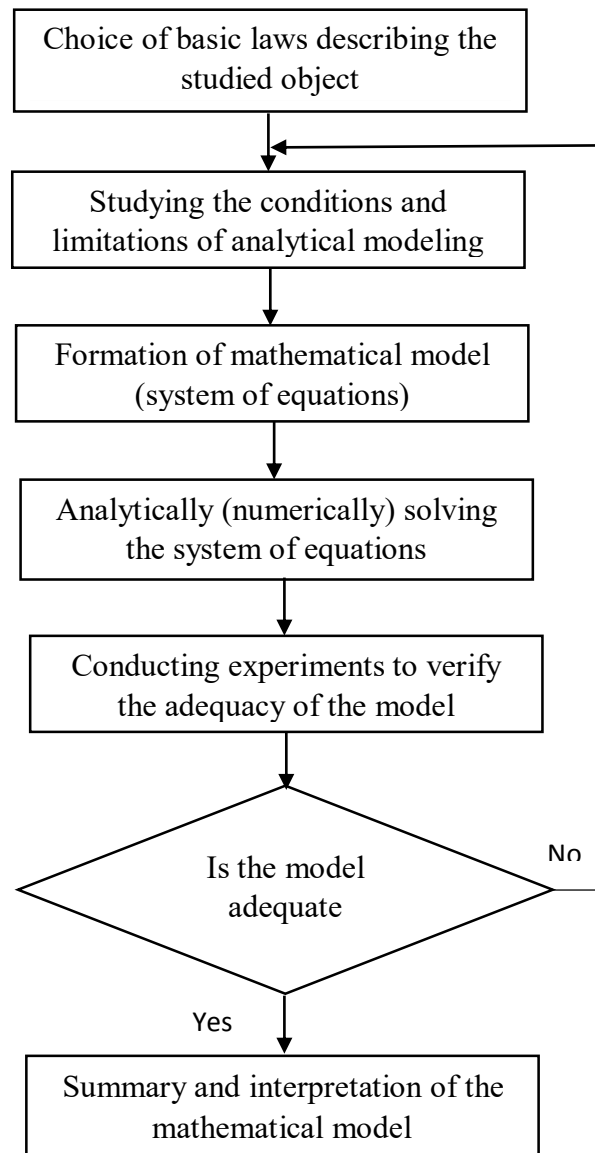 Choice of basic laws describing the
studied object
Studying the conditions and
limitations of analytical modeling
Formation of mathematical model
(system of equations)
Analytically (numerically) solving
the system of equations
Conducting experiments to verify
the adequacy of the model
Is the model
adequate
No
Yes
Summary and interpretation of the
mathematical model